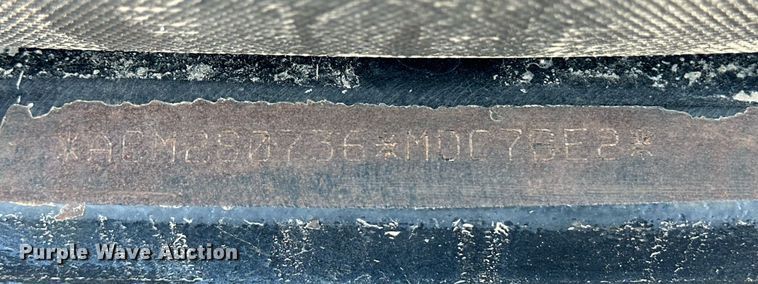 *ACM280736*MDC7BE2*
Purple Wave Auction